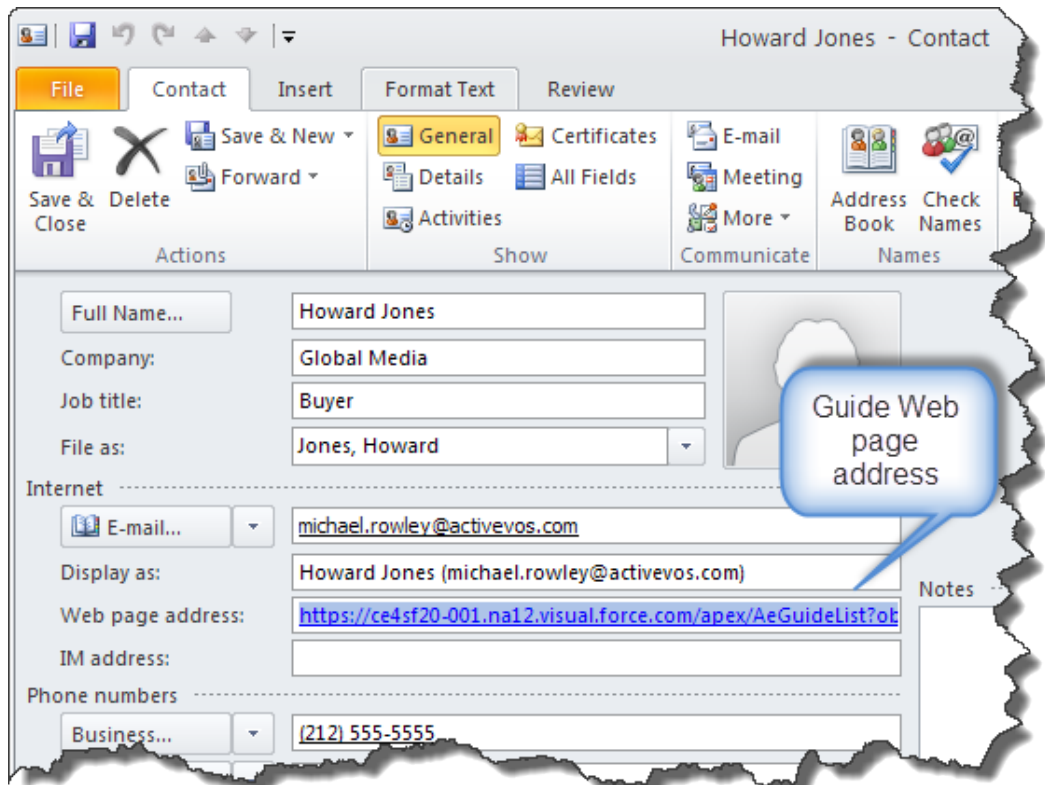 Howard Jones - Contact
File Contact Insert Format Text Review
Save & Close
Delete
Save & New
Forward
Actions
General
Details
Activities
Certificates
All Fields
Show
E-mail
Meeting
More
Communicate
Address Book
Check Names
Names
Full Name... Howard Jones
Company: Global Media
Job title: Buyer
File as: Jones, Howard
Guide Web
page
address
Internet
E-mail... michael.rowley@activevos.com
Display as: Howard Jones (michael.rowley@activevos.com)
Web page address: https://ce4sf20-001.na12.visual.force.com/apex/AeGuideList?ob
IM address:
Notes
Phone numbers
Business... (212) 555-5555